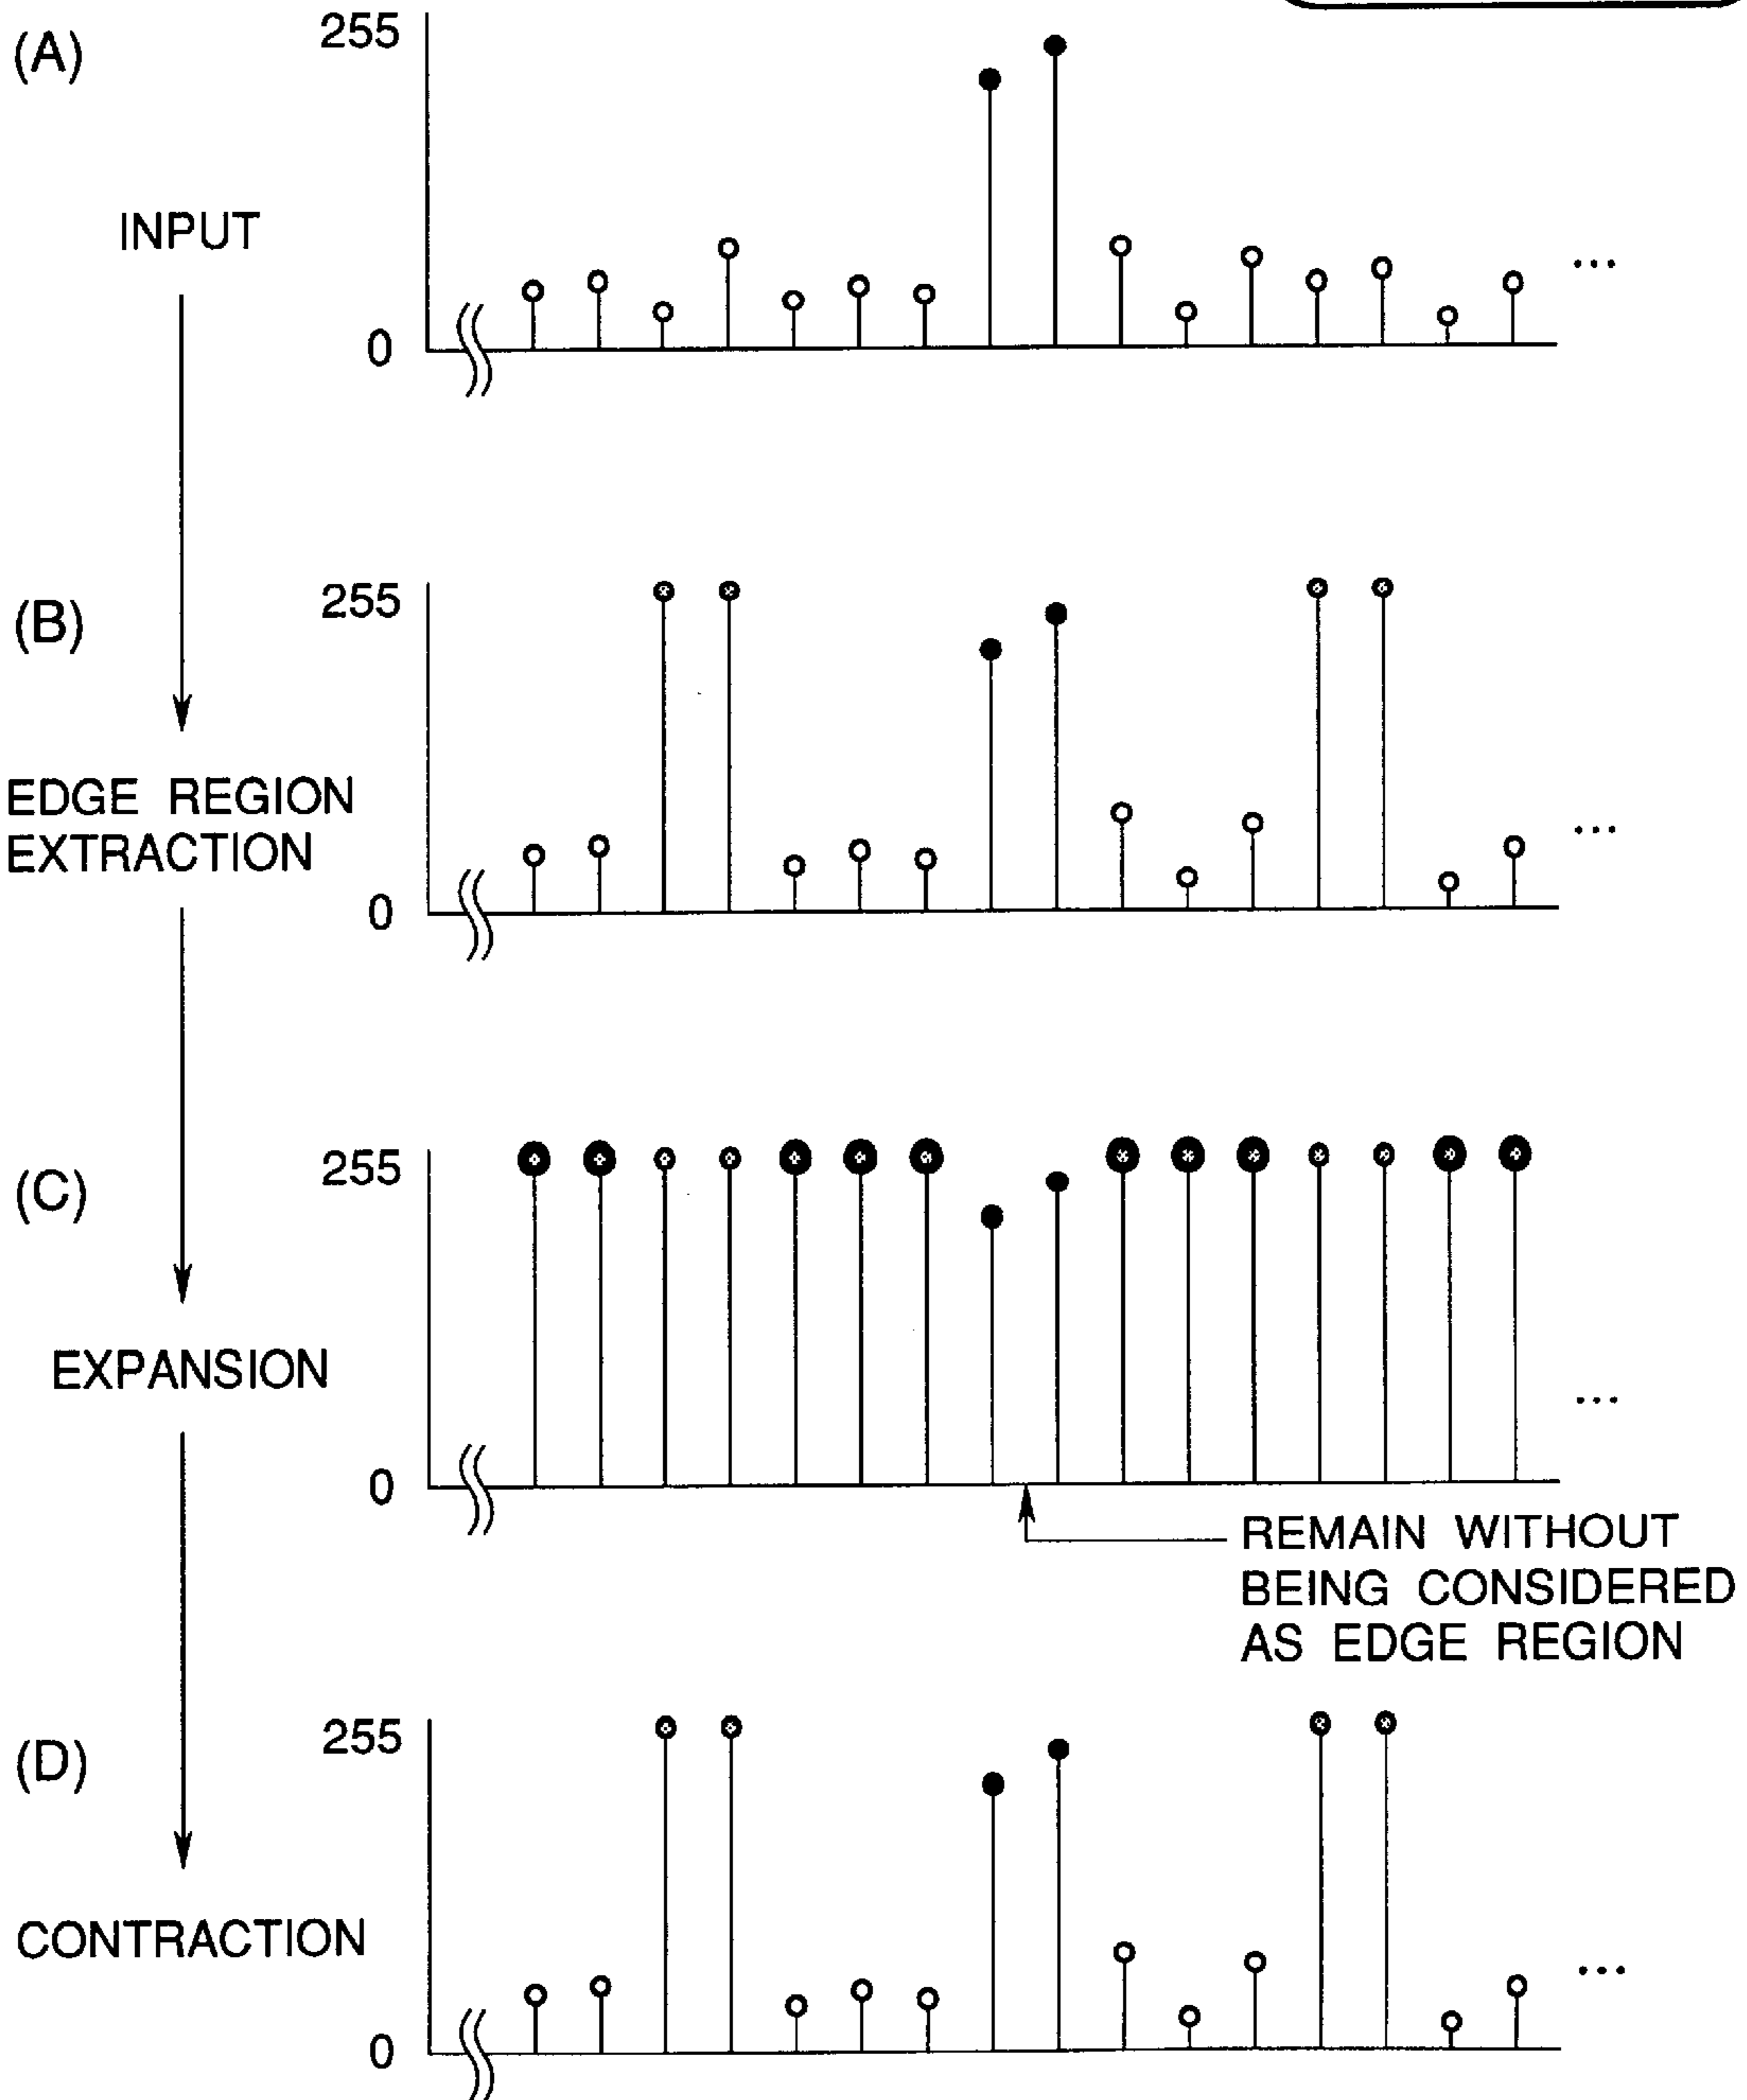 (A)
255
INPUT
0
...
(B)
255
EDGE REGION
EXTRACTION
0
...
(C)
255
EXPANSION
0
...
REMAIN WITHOUT
BEING CONSIDERED
AS EDGE REGION
(D)
255
CONTRACTION
0
...